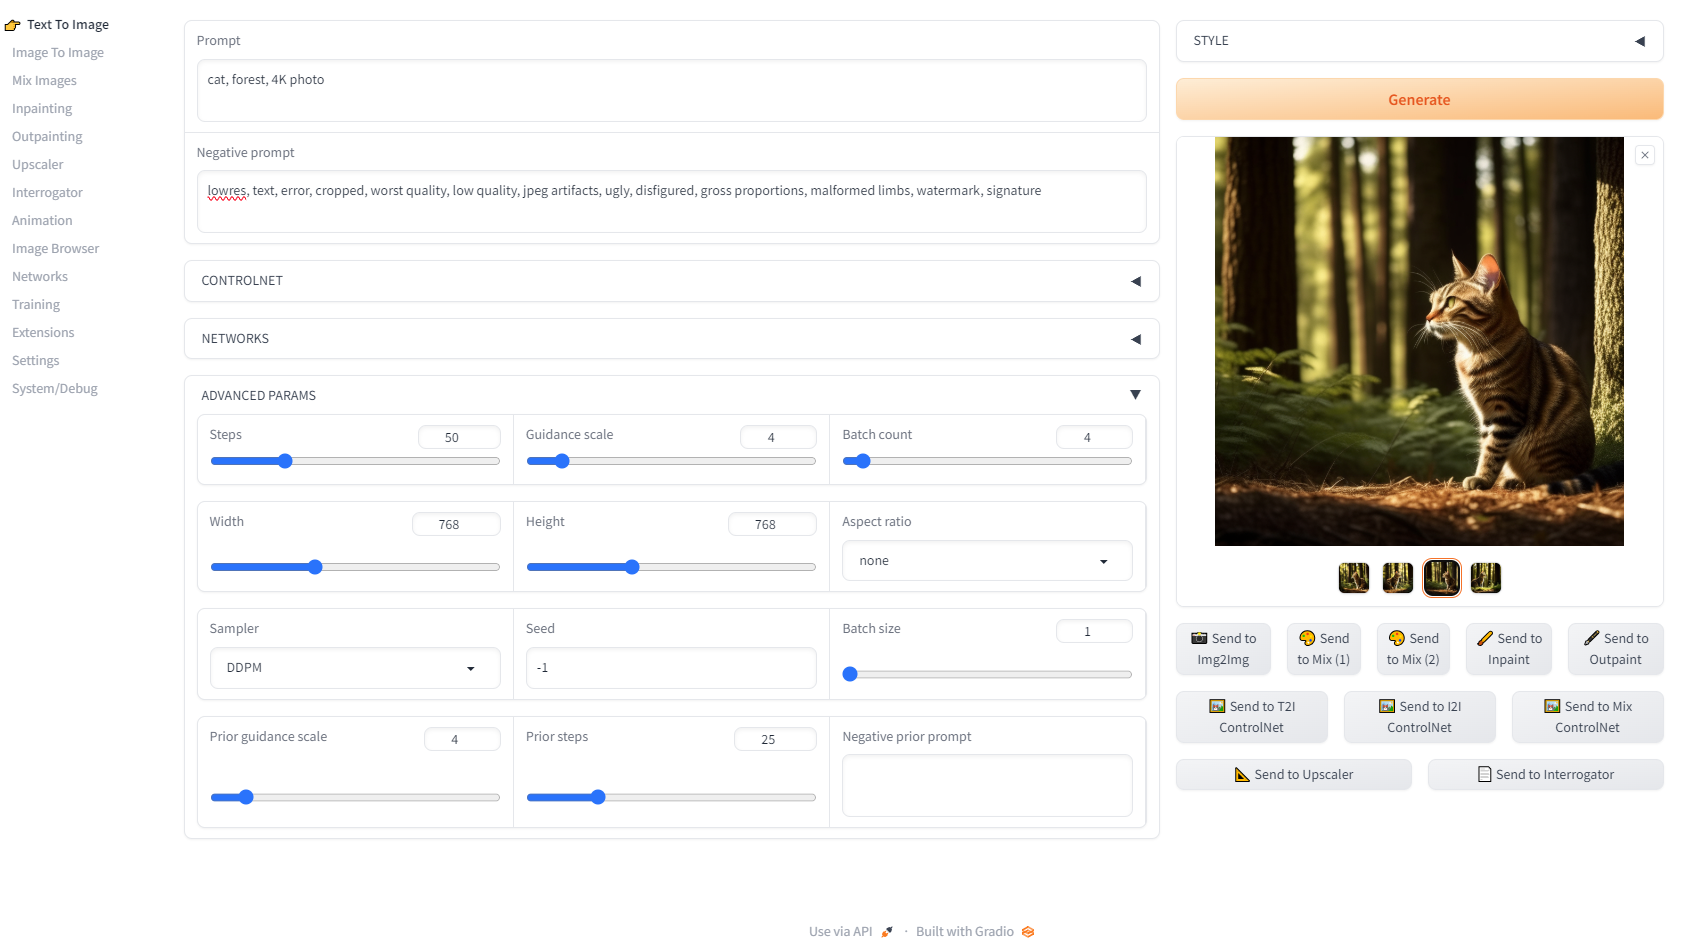 Text To Image
Image To Image
Mix Images
Inpainting
Outpainting
Upscaler
Interrogator
Animation
Image Browser
Networks
Training
Extensions
Settings
System/Debug
Prompt
cat, forest, 4K photo
Negative prompt
lowres, text, error, cropped, worst quality, low quality, jpeg artifacts, ugly, disfigured, gross proportions, malformed limbs, watermark, signature
CONTROLNET
NETWORKS
ADVANCED PARAMS
Steps 50
Guidance scale 4
Batch count 4
Width 768
Height 768
Aspect ratio
none
Sampler
DDPM
Seed
-1
Batch size 1
Prior guidance scale 4
Prior steps 25
Negative prior prompt
STYLE
Generate
Send to
Img2Img
Send
to Mix (1)
Send
to Mix (2)
Send to
Inpaint
Send to
Outpaint
Send to T2I
ControlNet
Send to I2I
ControlNet
Send to Mix
ControlNet
Send to Upscaler
Send to Interrogator
Use via API · Built with Gradio